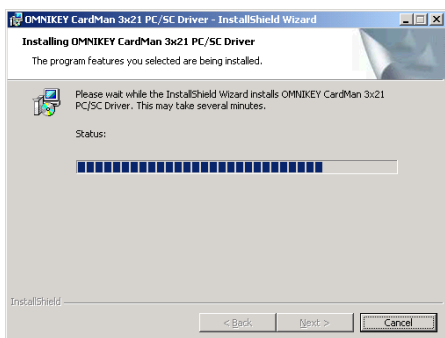 OMNIKEY CardMan 3x21 PC/SC Driver - InstallShield Wizard
Installing OMNIKEY CardMan 3x21 PC/SC Driver
The program features you selected are being installed.
Please wait while the InstallShield Wizard installs OMNIKEY CardMan 3x21
PC/SC Driver. This may take several minutes.
Status:
InstallShield
< Back Next > Cancel